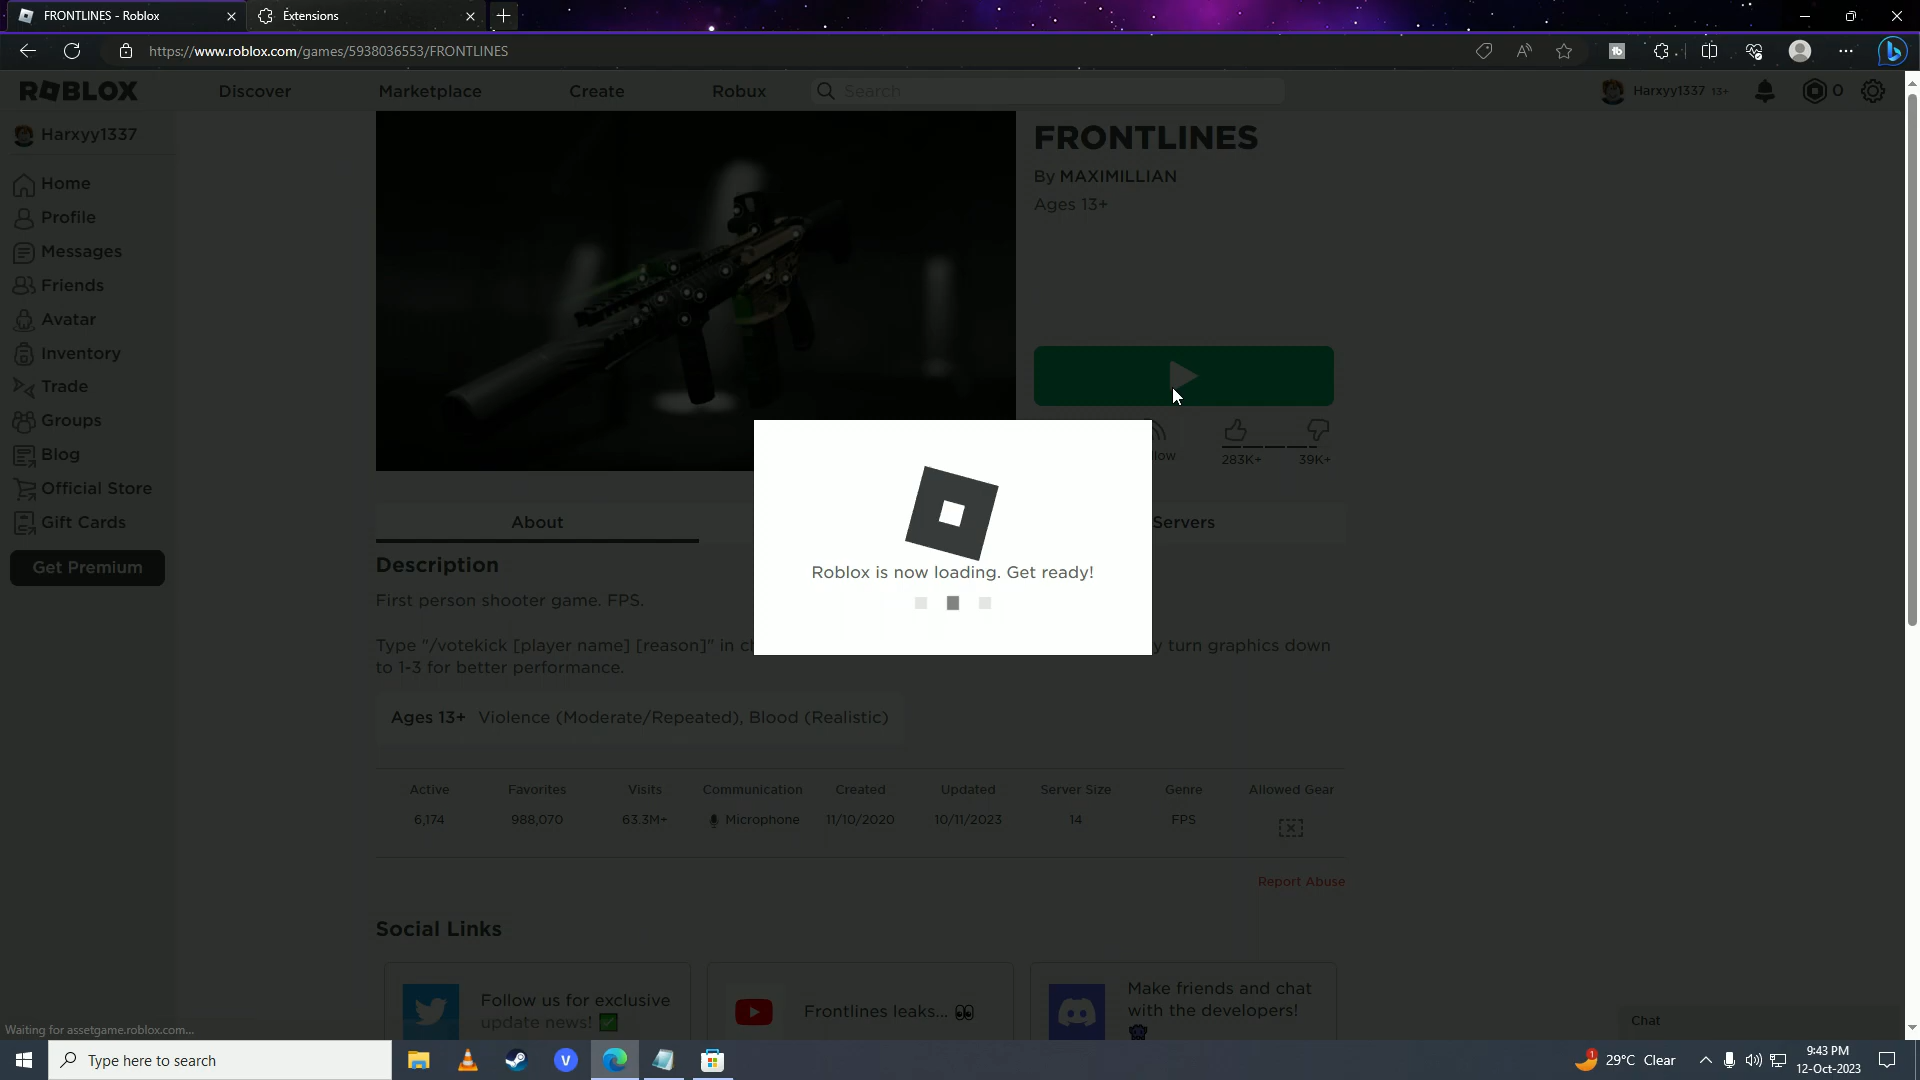 FRONTLINES - Roblox
Extensions
https://www.roblox.com/games/5938036553/FRONTLINES
ROBLOX
Discover
Marketplace
Create
Robux
Search
Harxyy1337 13+
0
Harxyy1337
Home
Profile
Messages
Friends
Avatar
Inventory
Trade
Groups
Blog
Official Store
Gift Cards
Get Premium
FRONTLINES
By MAXIMILLIAN
Ages 13+
283K+
39K+
Roblox is now loading. Get ready!
About
Servers
Description
First person shooter game. FPS.
Type "/votekick [player name] [reason]" in turn graphics down
to 1-3 for better performance.
Ages 13+ Violence (Moderate/Repeated), Blood (Realistic)
Active Favorites Visits Communication Created Updated Server Size Genre Allowed Gear
6,174 988,070 63.3M+ Microphone 11/10/2020 10/11/2023 14 FPS
Report Abuse
Social Links
Follow us for exclusive
update news!
Frontlines leaks...
Make friends and chat
with the developers!
Chat
Waiting for assetgame.roblox.com...
Type here to search
V
1
29°C Clear
9:43 PM
12-Oct-2023